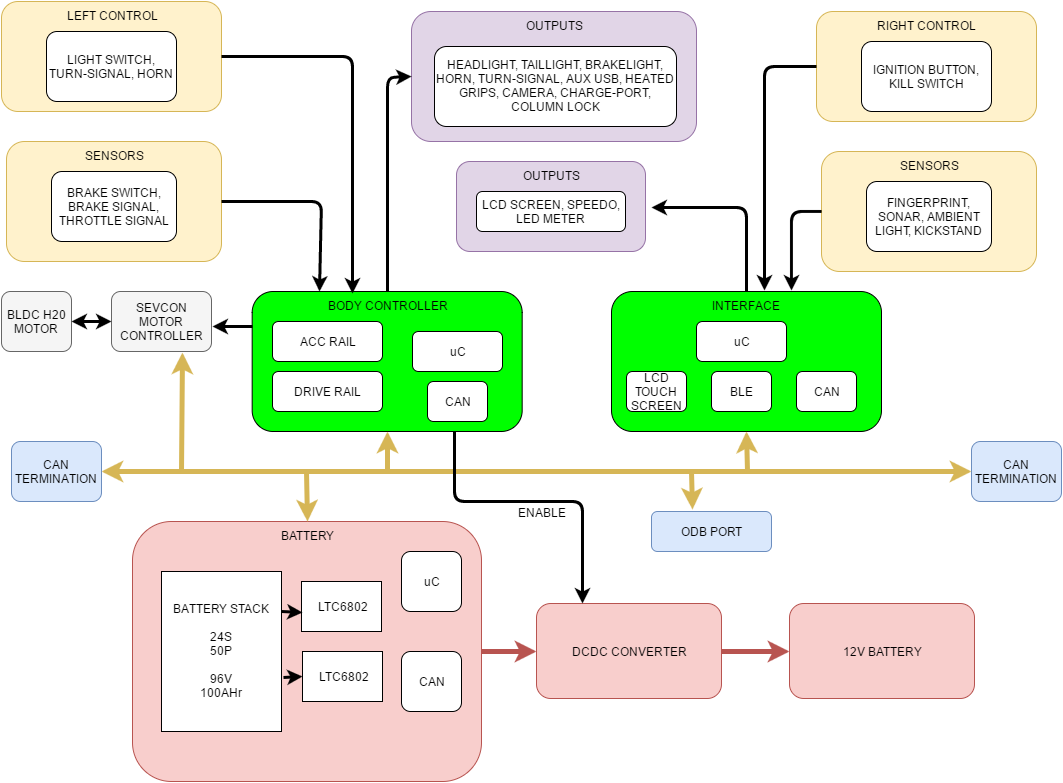 LEFT CONTROL
LIGHT SWITCH,
TURN-SIGNAL, HORN
OUTPUTS
HEADLIGHT, TAILLIGHT, BRAKELIGHT,
HORN, TURN-SIGNAL, AUX USB, HEATED
GRIPS, CAMERA, CHARGE-PORT,
COLUMN LOCK
RIGHT CONTROL
IGNITION BUTTON,
KILL SWITCH
SENSORS
BRAKE SWITCH,
BRAKE SIGNAL,
THROTTLE SIGNAL
OUTPUTS
LCD SCREEN, SPEEDO,
LED METER
SENSORS
FINGERPRINT,
SONAR, AMBIENT
LIGHT, KICKSTAND
BLDC H20
MOTOR
SEVCON
MOTOR
CONTROLLER
BODY CONTROLLER
ACC RAIL
uC
DRIVE RAIL
CAN
INTERFACE
uC
LCD
TOUCH
SCREEN
BLE
CAN
CAN
TERMINATION
CAN
TERMINATION
ENABLE
ODB PORT
BATTERY
BATTERY STACK
24S
50P
96V
100AHr
LTC6802
LTC6802
uC
CAN
DCDC CONVERTER
12V BATTERY